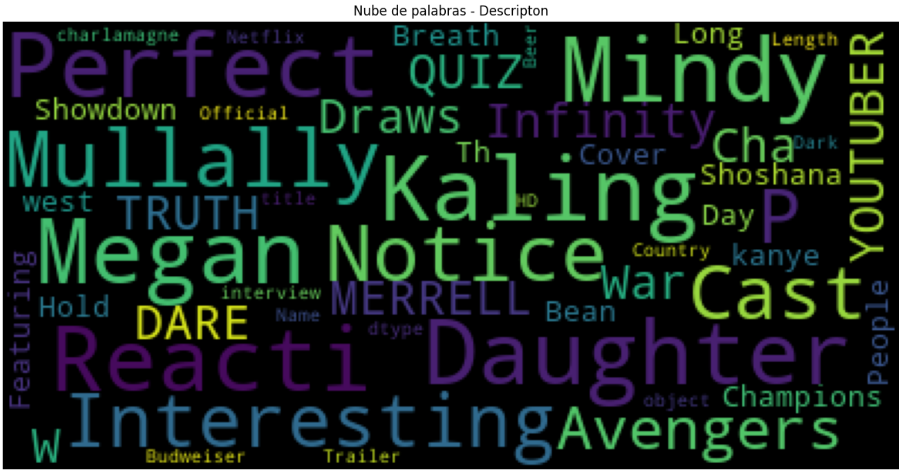 Nube de palabras - Descripton
charlamagne Netflix Breath Beer Long Length
Perfect QUIZ Mindy YOUTUBER
Showdown Official Draws Infinity Cha Dark
Mullally Th Cover Shoshana
west TRUTH title Kaling HD Day P
Megan Notice Country kanye
Featuring interview War Cast
Hold DARE Name MERRELL Bean People
Reacti dtype Daughter
Interesting object Champions
W Avengers
Budweiser Trailer